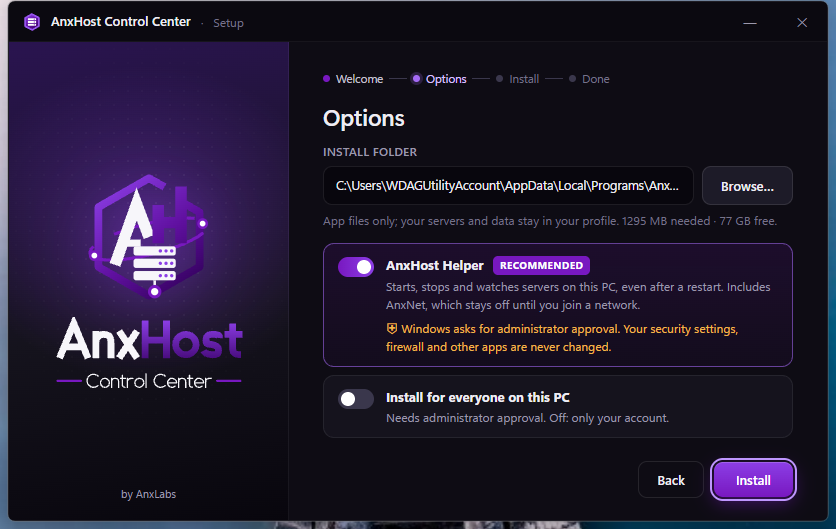 AnxHost Control Center · Setup
Welcome Options Install Done
Options
INSTALL FOLDER
C:\Users\WDAGUtilityAccount\AppData\Local\Programs\Anx...
Browse...
App files only; your servers and data stay in your profile. 1295 MB needed · 77 GB free.
AnxHost Helper RECOMMENDED
Starts, stops and watches servers on this PC, even after a restart. Includes
AnxNet, which stays off until you join a network.
Windows asks for administrator approval. Your security settings,
firewall and other apps are never changed.
Install for everyone on this PC
Needs administrator approval. Off: only your account.
Back Install
AH
AnxHost
Control Center
by AnxLabs